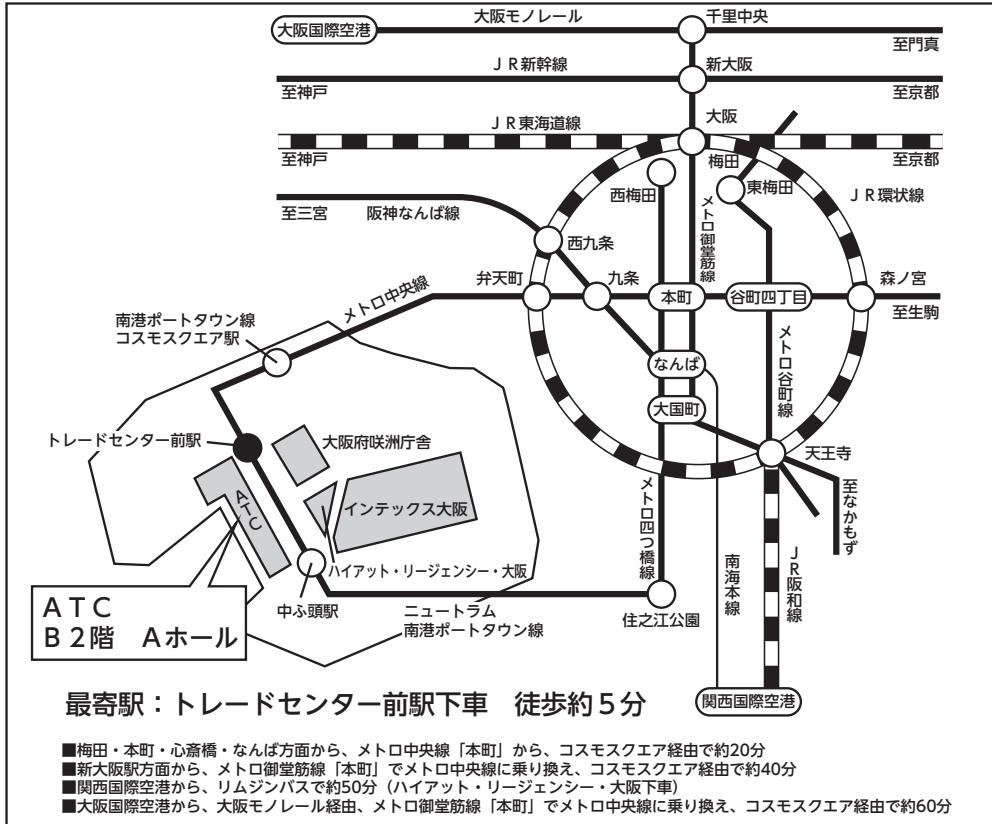 大阪モノレール
千里中央
大阪国際空港
至門真
ＪＲ新幹線
新大阪
至神戸
至京都
大阪
ＪＲ東海道線
至神戸
梅田
至京都
西梅田
東梅田
ＪＲ環状線
メトロ御堂筋線
至三宮
阪神なんば線
西九条
弁天町
九条
本町
谷町四丁目
森ノ宮
至生駒
メトロ中央線
南港ポートタウン線
コスモスクエア駅
なんば
メトロ谷町線
大国町
トレードセンター前駅
大阪府咲洲庁舎
天王寺
至なかもず
ＡＴＣ
インテックス大阪
メトロ四つ橋線
南海本線
ＪＲ阪和線
ハイアット・リージェンシー・大阪
中ふ頭駅
ニュートラム
南港ポートタウン線
住之江公園
ＡＴＣ
Ｂ２階　Ａホール
関西国際空港
最寄駅：トレードセンター前駅下車　徒歩約５分
■梅田・本町・心斎橋・なんば方面から、メトロ中央線「本町」から、コスモスクエア経由で約20分
■新大阪駅方面から、メトロ御堂筋線「本町」でメトロ中央線に乗り換え、コスモスクエア経由で約40分
■関西国際空港から、リムジンバスで約50分（ハイアット・リージェンシー・大阪下車）
■大阪国際空港から、大阪モノレール経由、メトロ御堂筋線「本町」でメトロ中央線に乗り換え、コスモスクエア経由で約60分